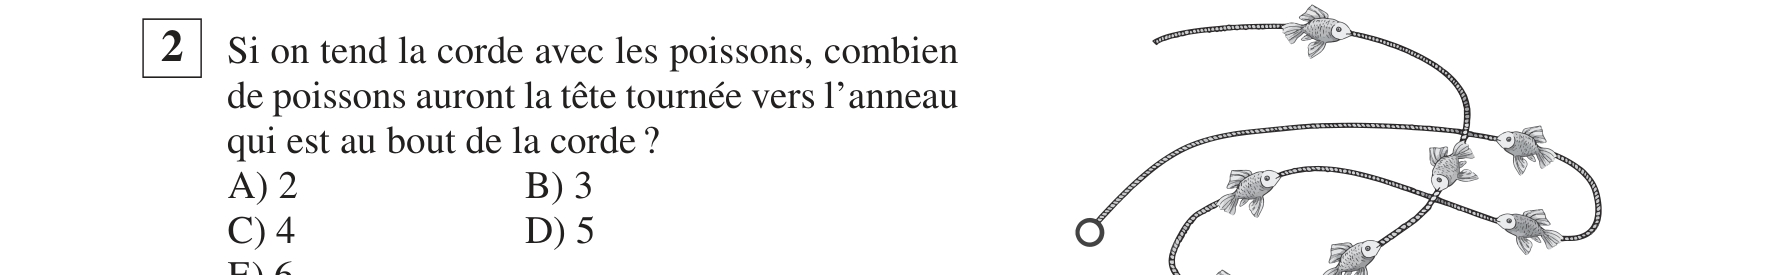 2 Si on tend la corde avec les poissons, combien
de poissons auront la tête tournée vers l’anneau
qui est au bout de la corde ?
A) 2 B) 3
C) 4 D) 5
E) 6